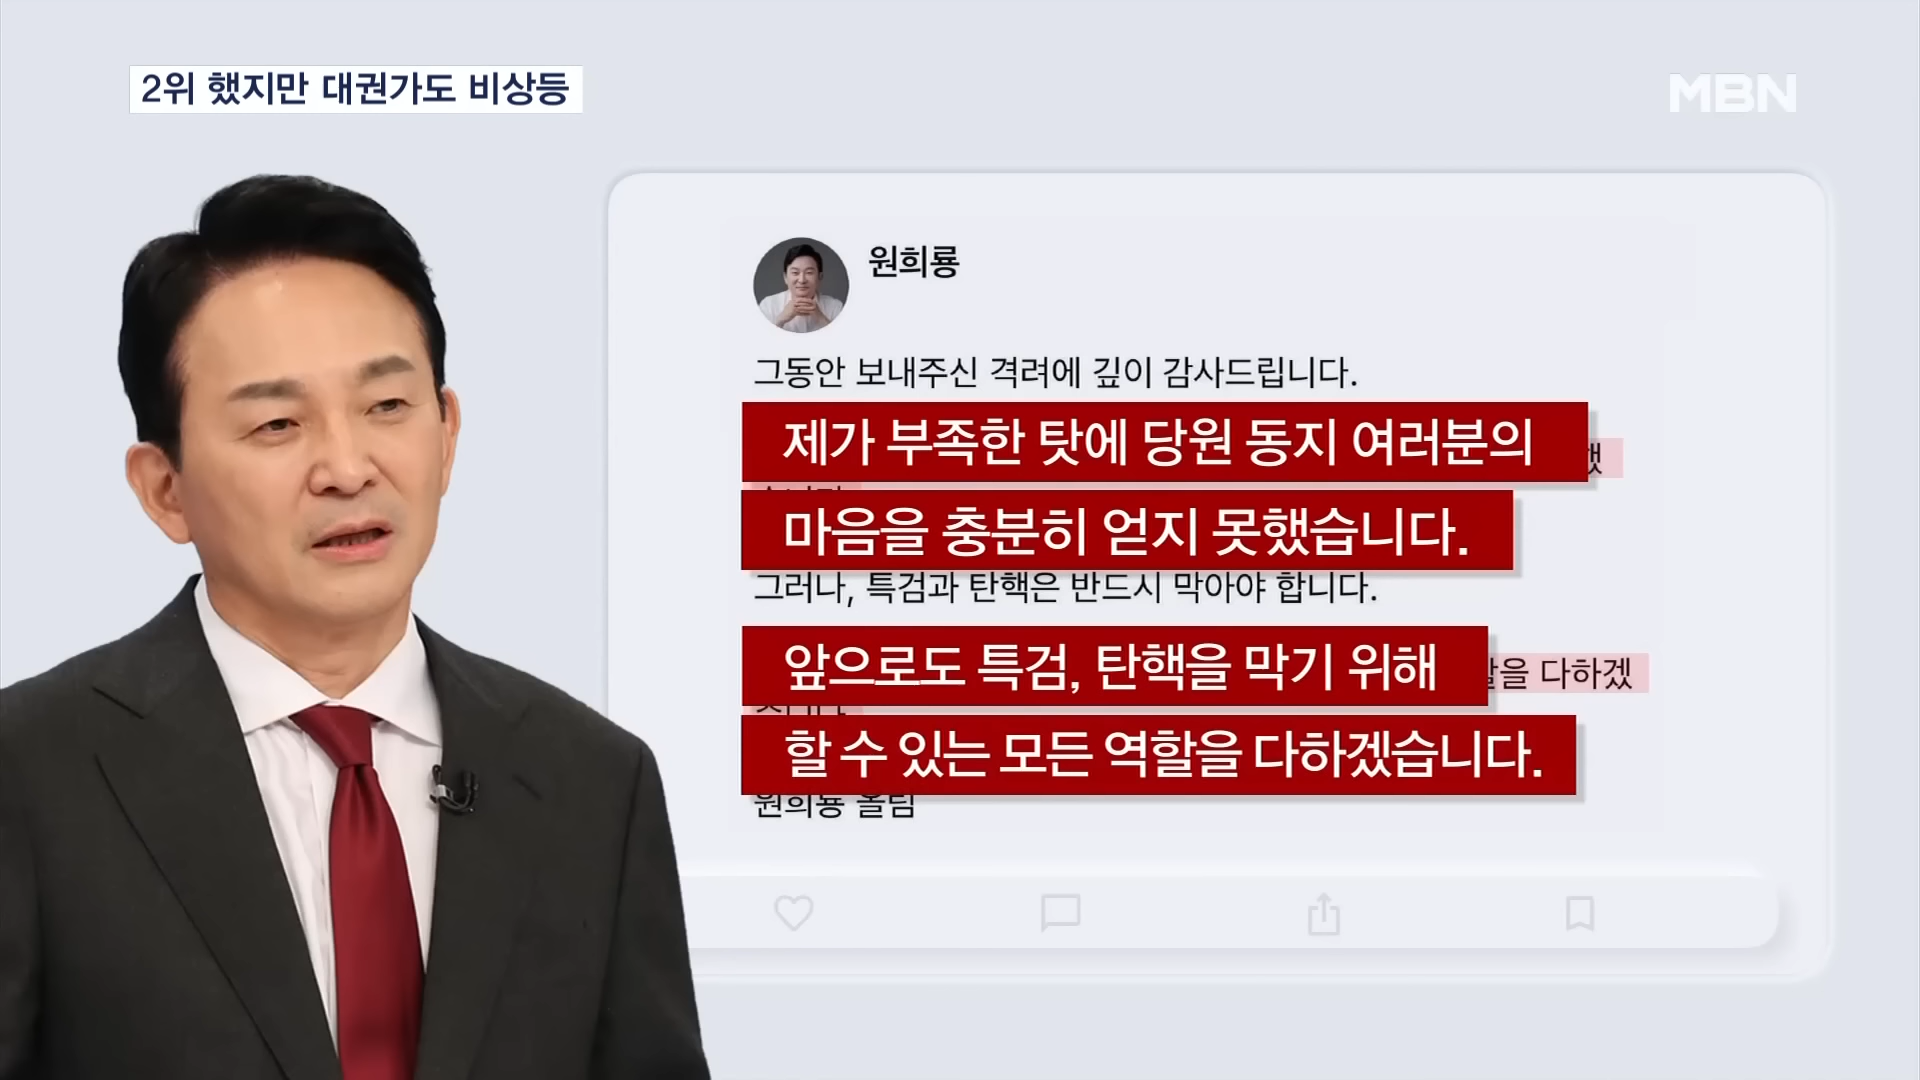 2위 했지만 대권가도 비상등
MBN
원희룡
그동안 보내주신 격려에 깊이 감사드립니다.
제가 부족한 탓에 당원 동지 여러분의
마음을 충분히 얻지 못했습니다.
그러나, 특검과 탄핵은 반드시 막아야 합니다.
앞으로도 특검, 탄핵을 막기 위해
을 다하겠
할 수 있는 모든 역할을 다하겠습니다.
원희룡 올림